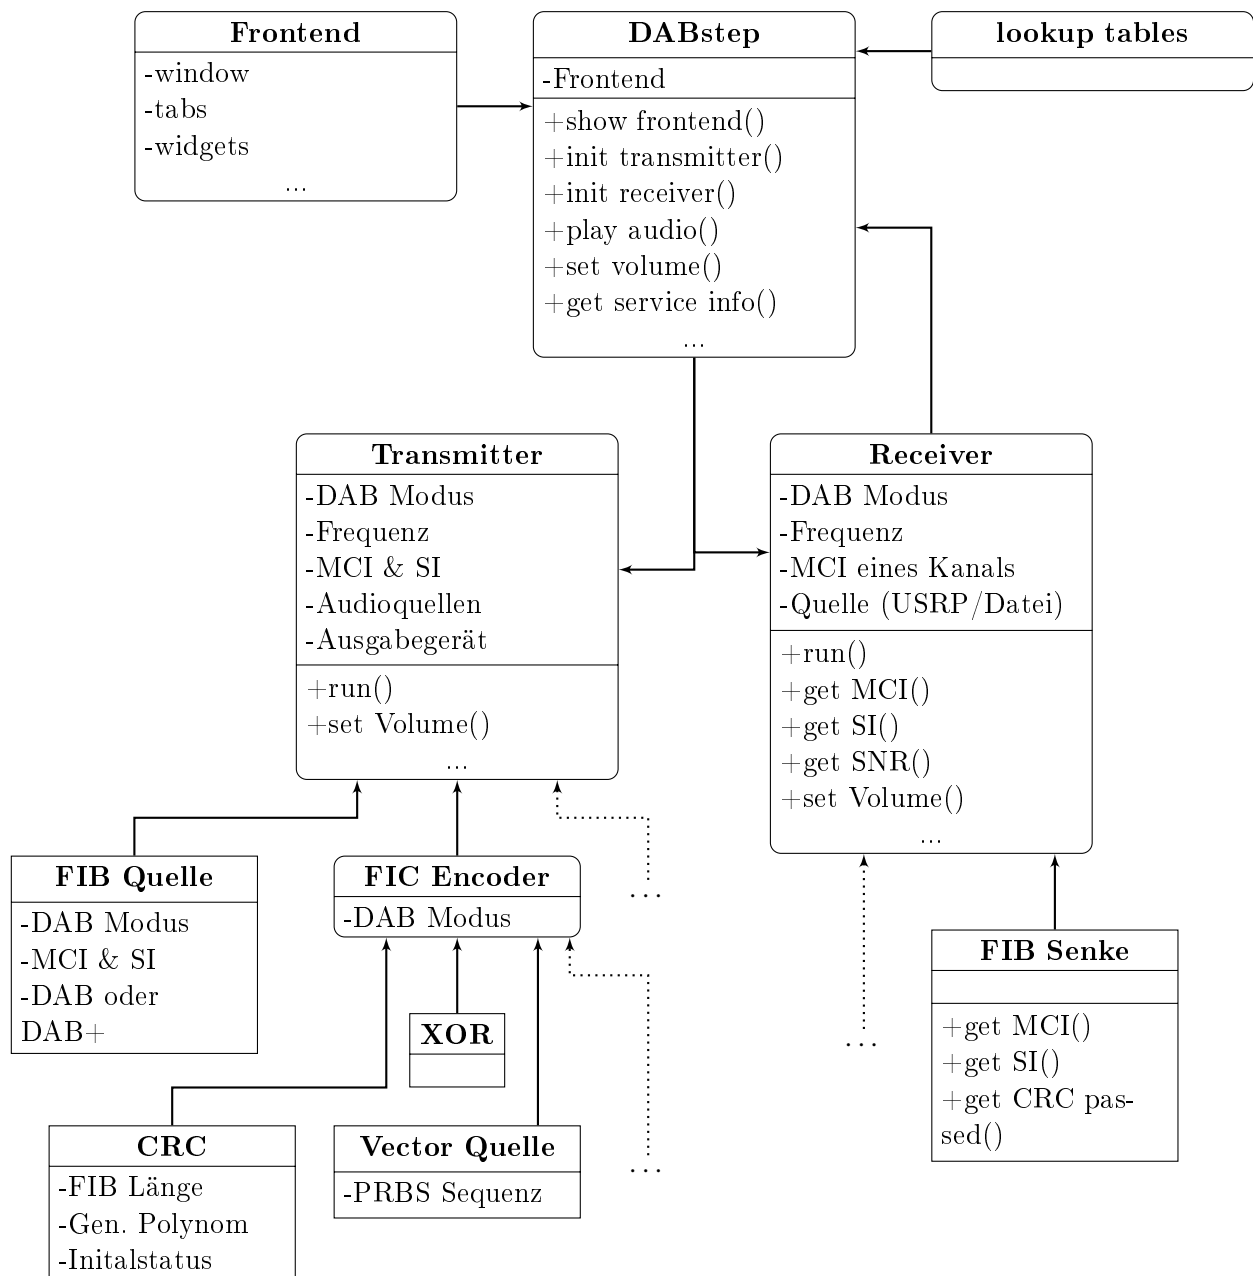 Frontend
-window
-tabs
-widgets
...
DABstep
-Frontend
+show frontend()
+init transmitter()
+init receiver()
+play audio()
+set volume()
+get service info()
...
lookup tables
Transmitter
-DAB Modus
-Frequenz
-MCI & SI
-Audioquellen
-Ausgabegerät
+run()
+set Volume()
...
Receiver
-DAB Modus
-Frequenz
-MCI eines Kanals
-Quelle (USRP/Datei)
+run()
+get MCI()
+get SI()
+get SNR()
+set Volume()
...
FIB Quelle
-DAB Modus
-MCI & SI
-DAB oder
DAB+
FIC Encoder
-DAB Modus
...
XOR
CRC
-FIB Länge
-Gen. Polynom
-Initalstatus
Vector Quelle
-PRBS Sequenz
...
...
FIB Senke
+get MCI()
+get SI()
+get CRC pas-
sed()